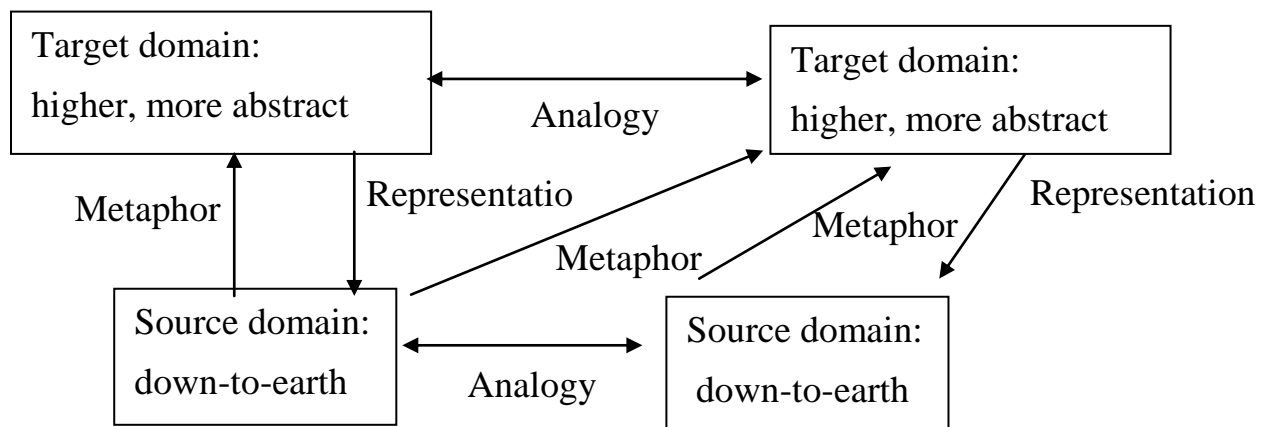 Target domain:
higher, more abstract
Analogy
Target domain:
higher, more abstract
Metaphor
Representatio
Metaphor
Metaphor
Representation
Source domain:
down-to-earth
Analogy
Source domain:
down-to-earth